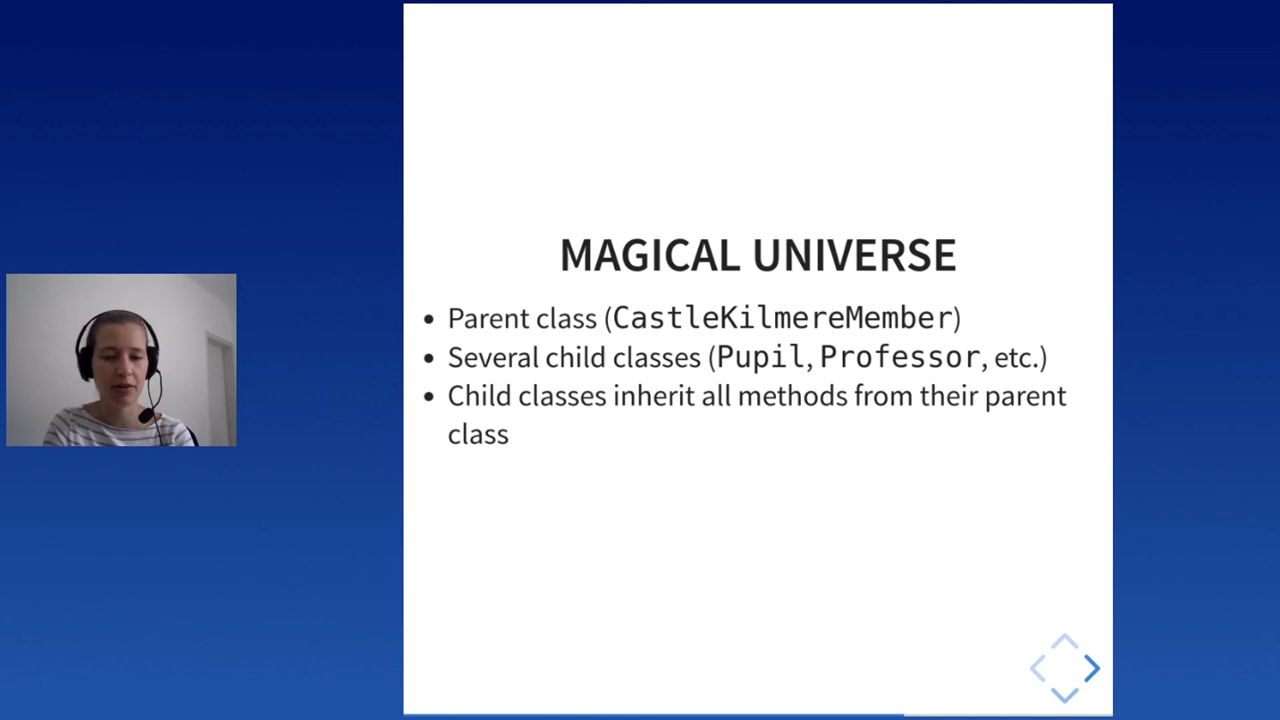 MAGICAL UNIVERSE
• Parent class (CastleKilmereMember)
• Several child classes (Pupil, Professor, etc.)
• Child classes inherit all methods from their parent
class